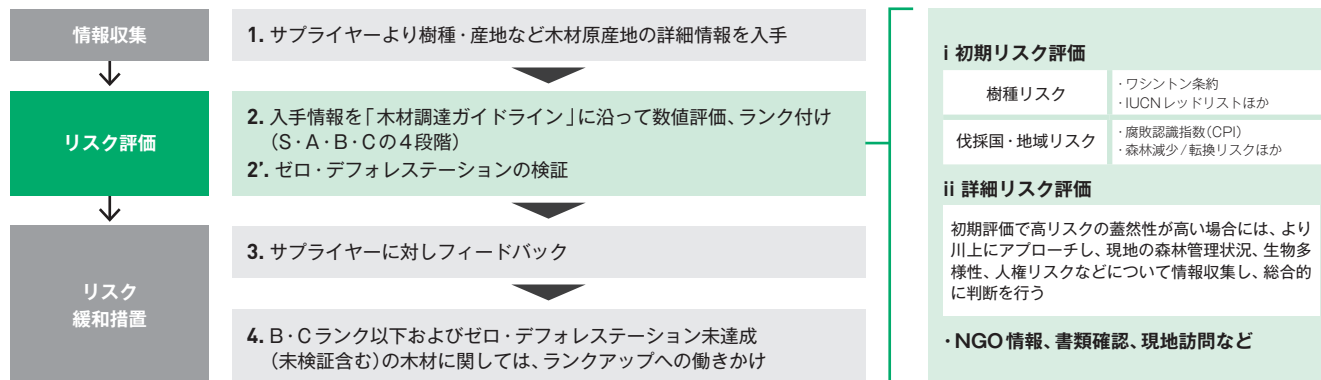 情報収集
1. サプライヤーより樹種・産地など木材原産地の詳細情報を入手
リスク評価
2. 入手情報を「木材調達ガイドライン」に沿って数値評価、ランク付け
（S・A・B・Cの4段階）
2'. ゼロ・デフォレステーションの検証
リスク
緩和措置
3. サプライヤーに対しフィードバック
4. B・Cランク以下およびゼロ・デフォレステーション未達成
（未検証含む）の木材に関しては、ランクアップへの働きかけ
i 初期リスク評価
樹種リスク
・ワシントン条約
・IUCNレッドリストほか
伐採国・地域リスク
・腐敗認識指数（CPI）
・森林減少/転換リスクほか
ii 詳細リスク評価
初期評価で高リスクの蓋然性が高い場合には、より
川上にアプローチし、現地の森林管理状況、生物多
様性、人権リスクなどについて情報収集し、総合的
に判断を行う
・NGO情報、書類確認、現地訪問など